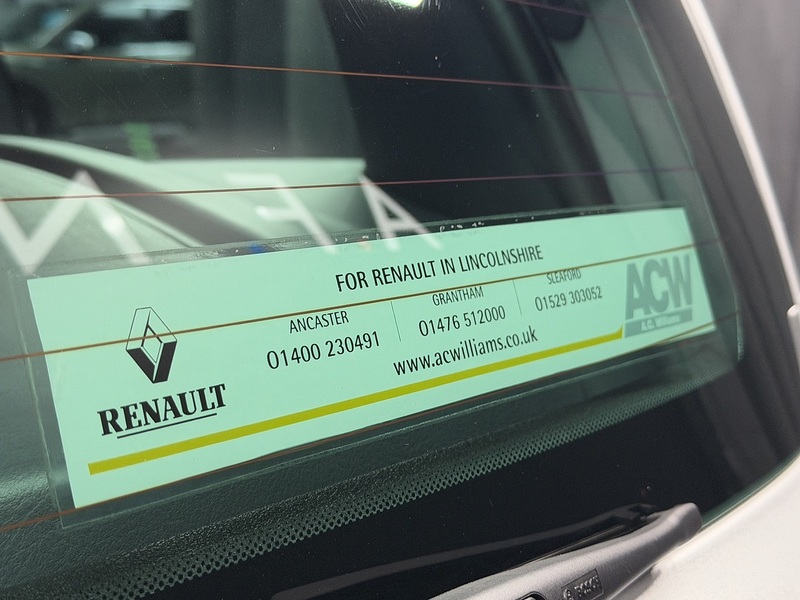 FOR RENAULT IN LINCOLNSHIRE
ANCASTER
01400 230491
GRANTHAM
01476 512000
SLEAFORD
01529 303052
www.acwilliams.co.uk
RENAULT
ACW
A.C. Williams